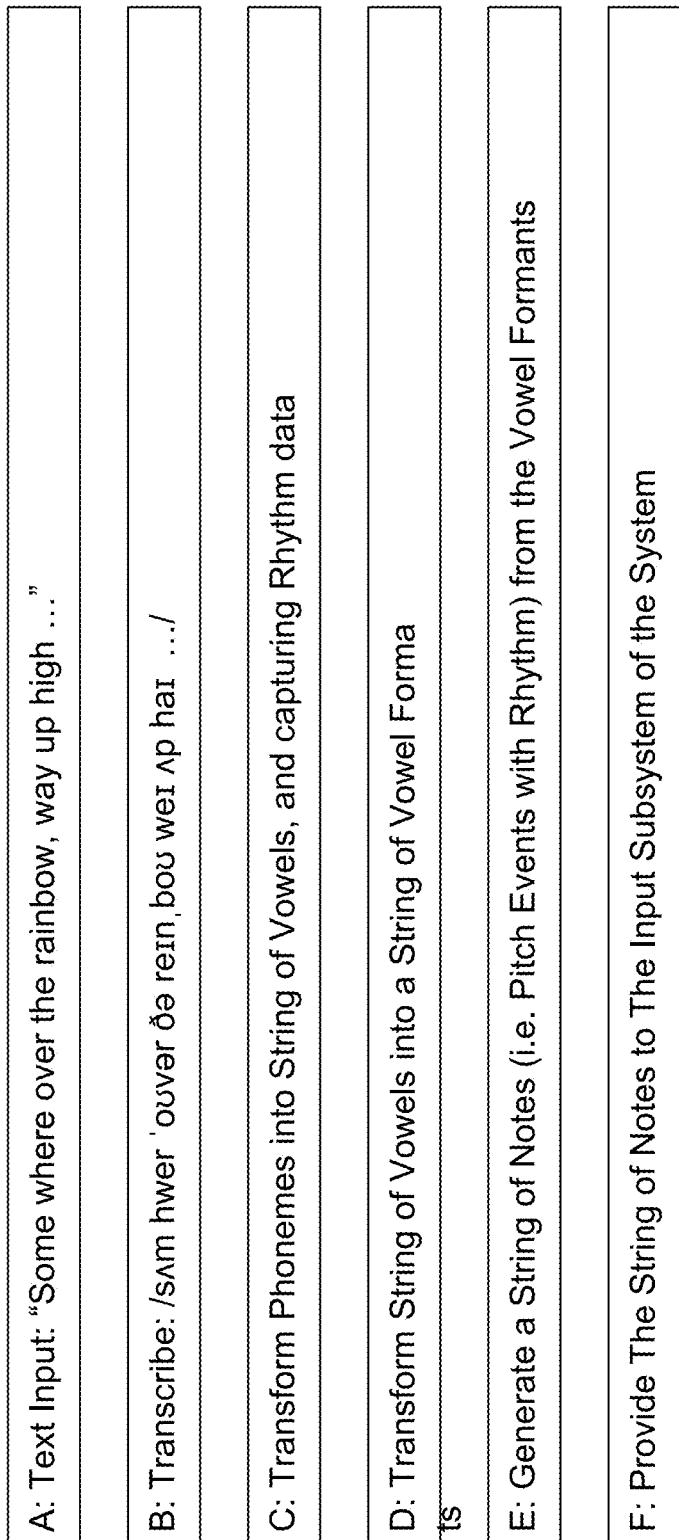 A: Text Input: “Some where over the rainbow, way up high …”
B: Transcribe: /sʌm hwer ˈoʊvər ðə reɪnˌboʊ weɪ ʌp haɪ …/
C: Transform Phonemes into String of Vowels, and capturing Rhythm data
D: Transform String of Vowels into a String of Vowel Forma
ts
E: Generate a String of Notes (i.e. Pitch Events with Rhythm) from the Vowel Formants
F: Provide The String of Notes to The Input Subsystem of the System